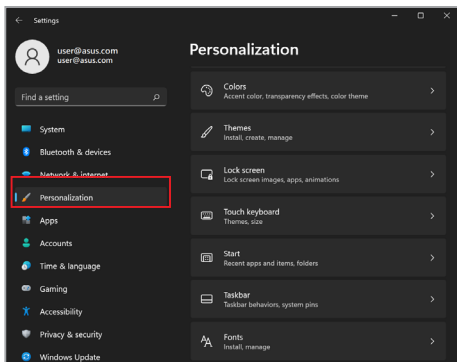 Settings
user@asus.com
user@asus.com
Find a setting
System
Bluetooth & devices
Network & internet
Personalization
Apps
Accounts
Time & language
Gaming
Accessibility
Privacy & security
Windows Update
Personalization
Colors
Accent color, transparency effects, color theme
Themes
Install, create, manage
Lock screen
Lock screen images, apps, animations
Touch keyboard
Themes, size
Start
Recent apps and items, folders
Taskbar
Taskbar behaviors, system pins
Fonts
Install, manage